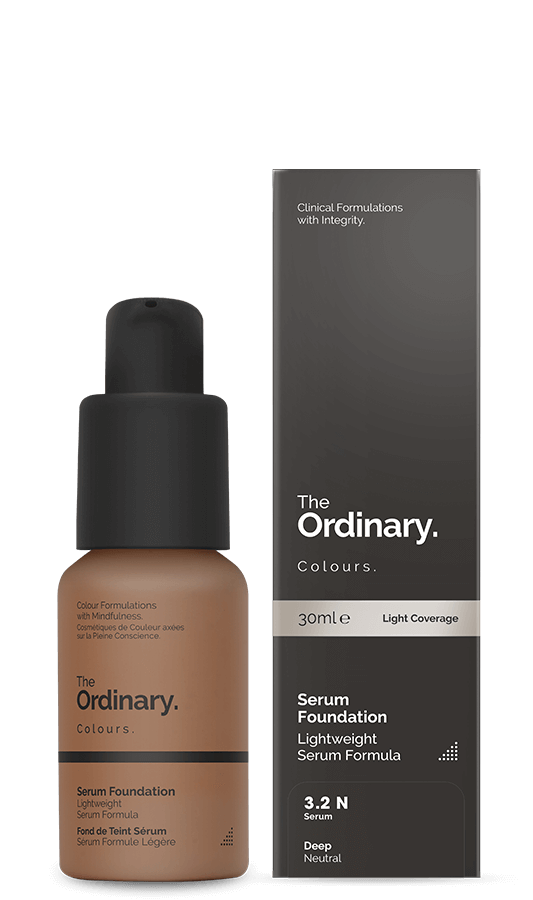 Clinical Formulations
with Integrity.
The
Ordinary.
Colours.
30ml e
Light Coverage
Serum
Foundation
Lightweight
Serum Formula
3.2 N
Serum
Deep
Neutral
Colour Formulations
with Mindfulness.
Cosmétiques de Couleur axées
sur la Pleine Conscience.
The
Ordinary.
Colours.
Serum Foundation
Lightweight
Serum Formula
Fond de Teint Sérum
Sérum Formule Légère